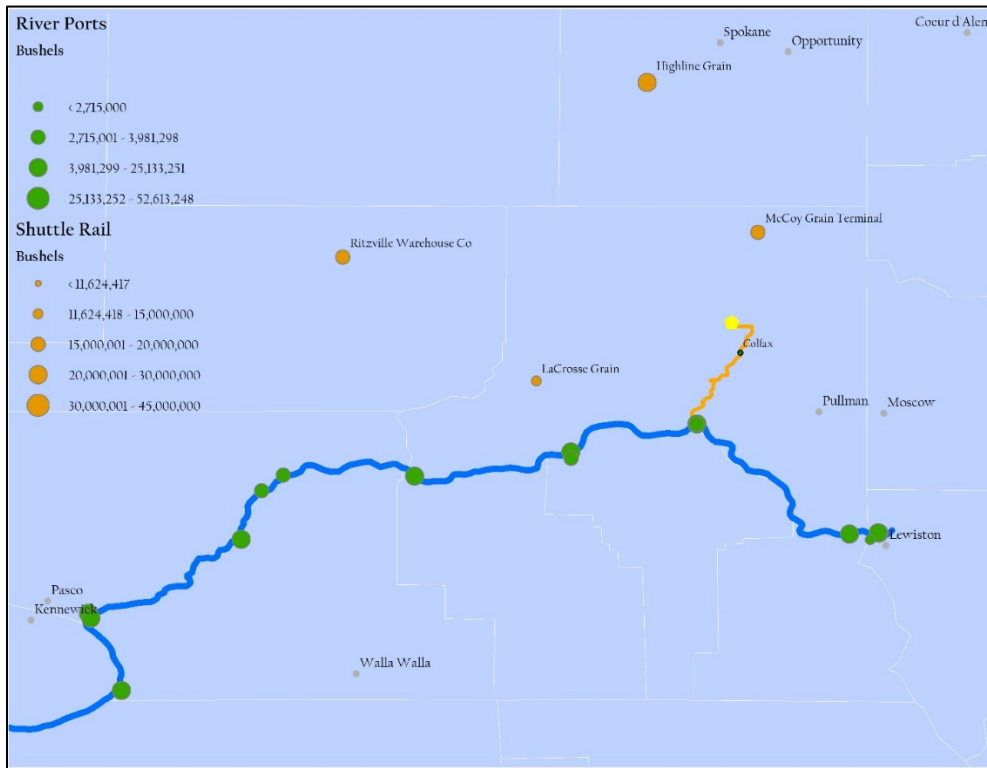 River Ports
Bushels
< 2,715,000
2,715,001 - 3,981,298
3,981,299 - 25,133,251
25,133,252 - 52,613,248
Shuttle Rail
Bushels
< 11,624,417
11,624,418 - 15,000,000
15,000,001 - 20,000,000
20,000,001 - 30,000,000
30,000,001 - 45,000,000
Coeur d'Alen
Spokane
Opportunity
Highline Grain
McCoy Grain Terminal
Ritzville Warehouse Co
Colfax
LaCrosse Grain
Pullman
Moscow
Lewiston
Pasco
Kennewick
Walla Walla